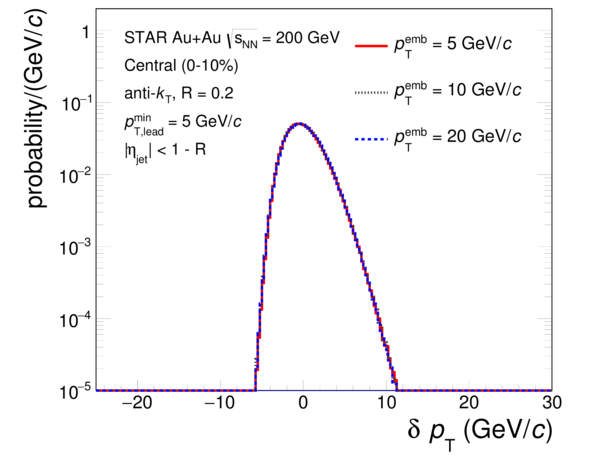 STAR Au+Au √sNN = 200 GeV
Central (0-10%)
anti-kT, R = 0.2
pminT,lead = 5 GeV/c
|ηjet| < 1 - R
pembT = 5 GeV/c
pembT = 10 GeV/c
pembT = 20 GeV/c
probability/(GeV/c)
1
10−1
10−2
10−3
10−4
10−5
−20 −10 0 10 20 30
δ pT (GeV/c)